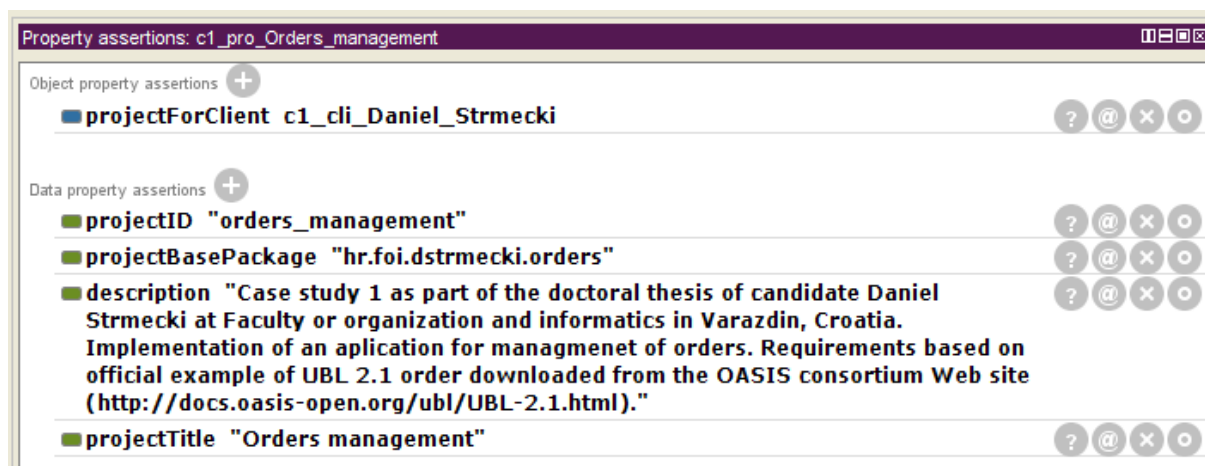 Property assertions: c1_pro_Orders_management
Object property assertions
projectForClient c1_cli_Daniel_Strmecki
Data property assertions
projectID "orders_management"
projectBasePackage "hr.foi.dstrmecki.orders"
description "Case study 1 as part of the doctoral thesis of candidate Daniel
Strmecki at Faculty or organization and informatics in Varazdin, Croatia.
Implementation of an aplication for managmenet of orders. Requirements based on
official example of UBL 2.1 order downloaded from the OASIS consortium Web site
(http://docs.oasis-open.org/ubl/UBL-2.1.html)."
projectTitle "Orders management"